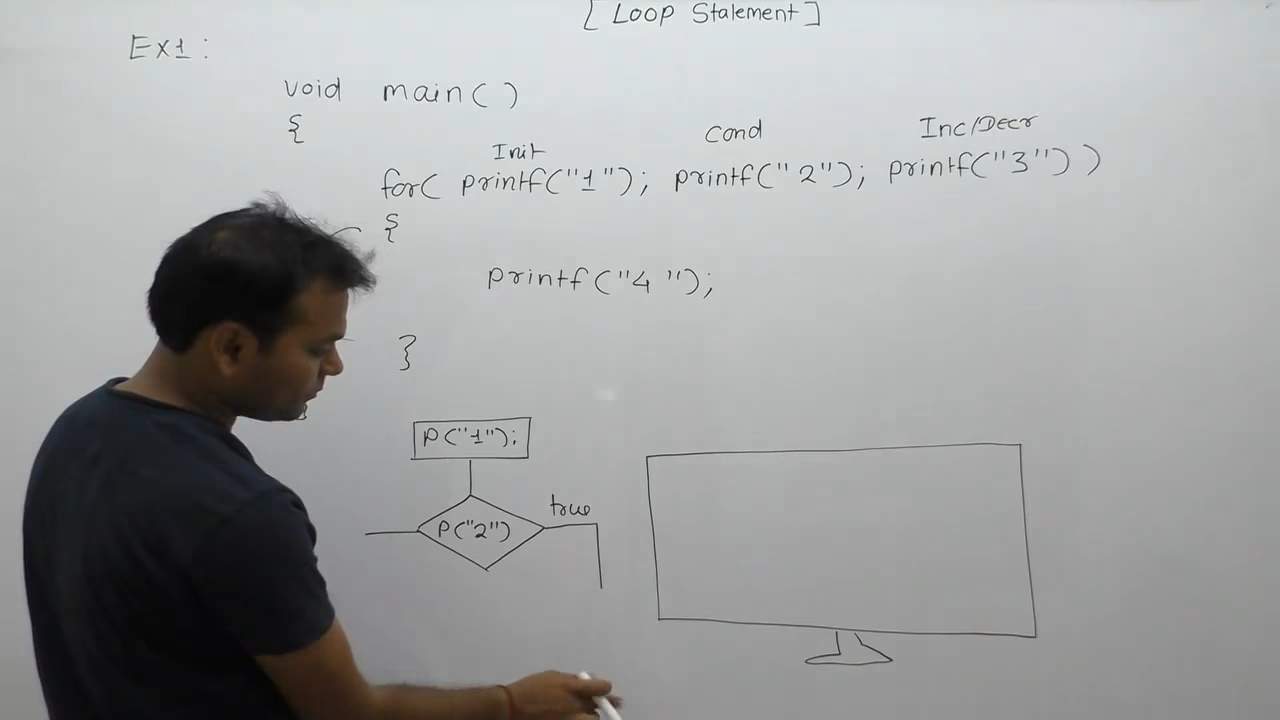 [ Loop Statement ]
Ex1 :
void main( )
{
Init Cond Inc/Decr
for( printf("1"); printf("2"); printf("3") )
{
printf("4 ");
}
P("1");
P("2") true